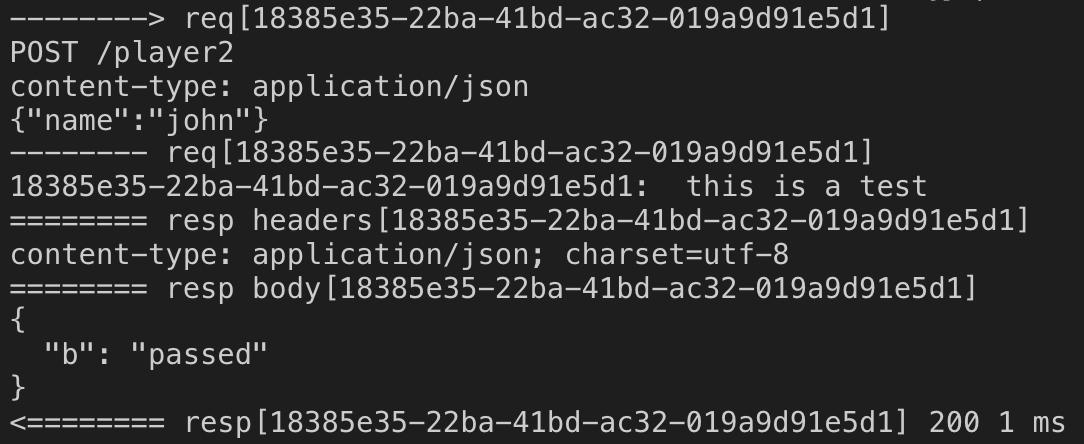 --------> req[18385e35-22ba-41bd-ac32-019a9d91e5d1]
POST /player2
content-type: application/json
{"name":"john"}
-------- req[18385e35-22ba-41bd-ac32-019a9d91e5d1]
18385e35-22ba-41bd-ac32-019a9d91e5d1:  this is a test
======== resp headers[18385e35-22ba-41bd-ac32-019a9d91e5d1]
content-type: application/json; charset=utf-8
======== resp body[18385e35-22ba-41bd-ac32-019a9d91e5d1]
{
  "b": "passed"
}
<======== resp[18385e35-22ba-41bd-ac32-019a9d91e5d1] 200 1 ms